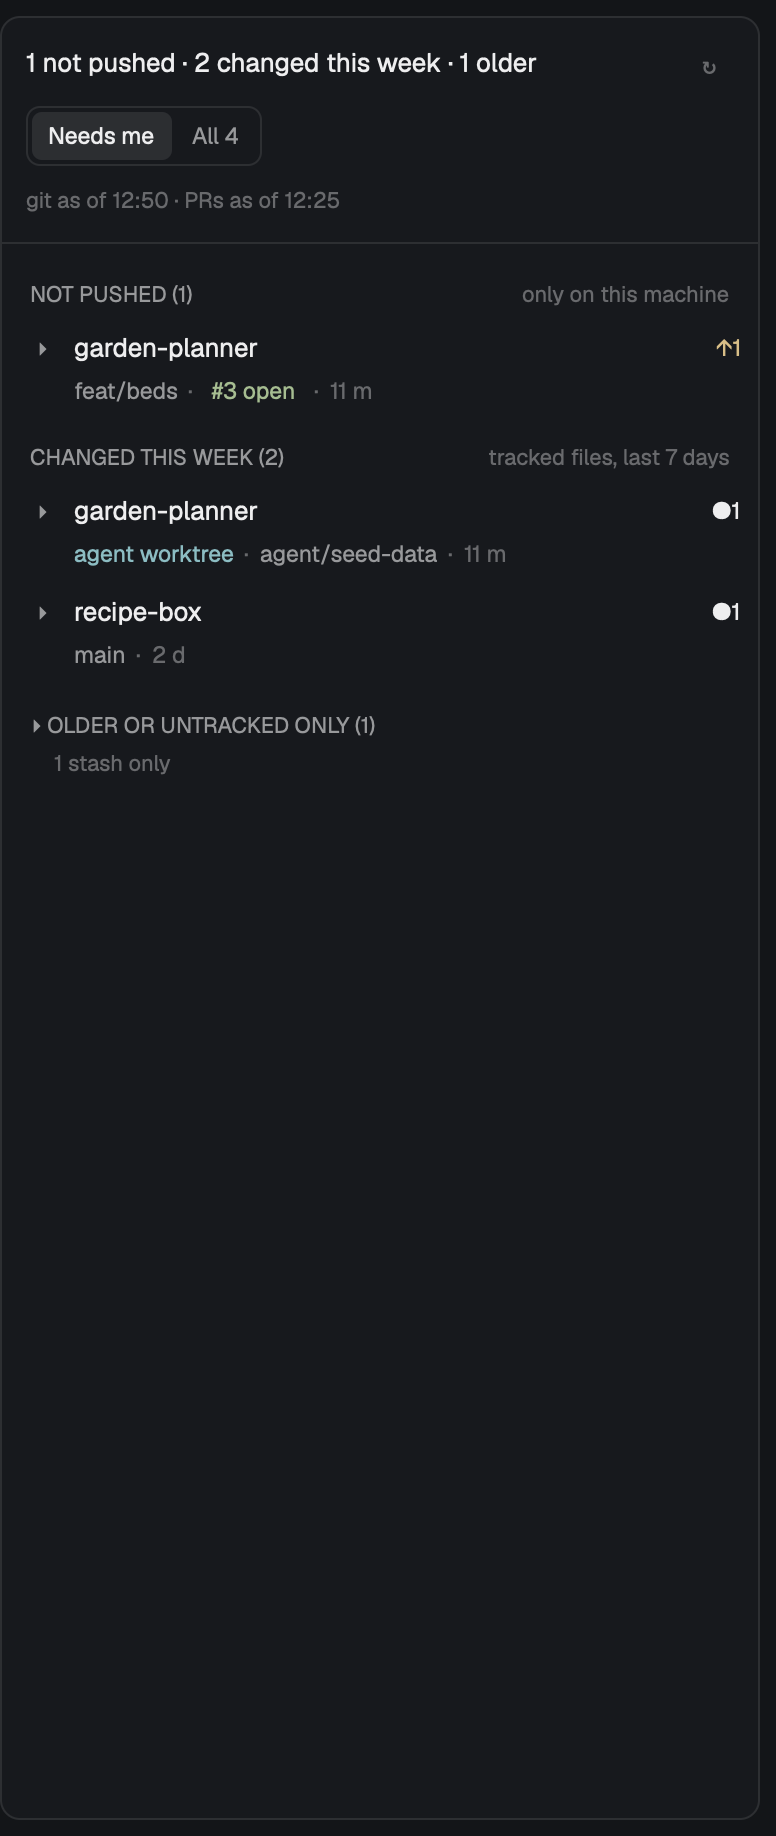 1 not pushed · 2 changed this week · 1 older ↻
Needs me All 4
git as of 12:50 · PRs as of 12:25
NOT PUSHED (1) only on this machine
garden-planner ↑1
feat/beds · #3 open · 11 m
CHANGED THIS WEEK (2) tracked files, last 7 days
garden-planner ●1
agent worktree · agent/seed-data · 11 m
recipe-box ●1
main · 2 d
OLDER OR UNTRACKED ONLY (1)
1 stash only